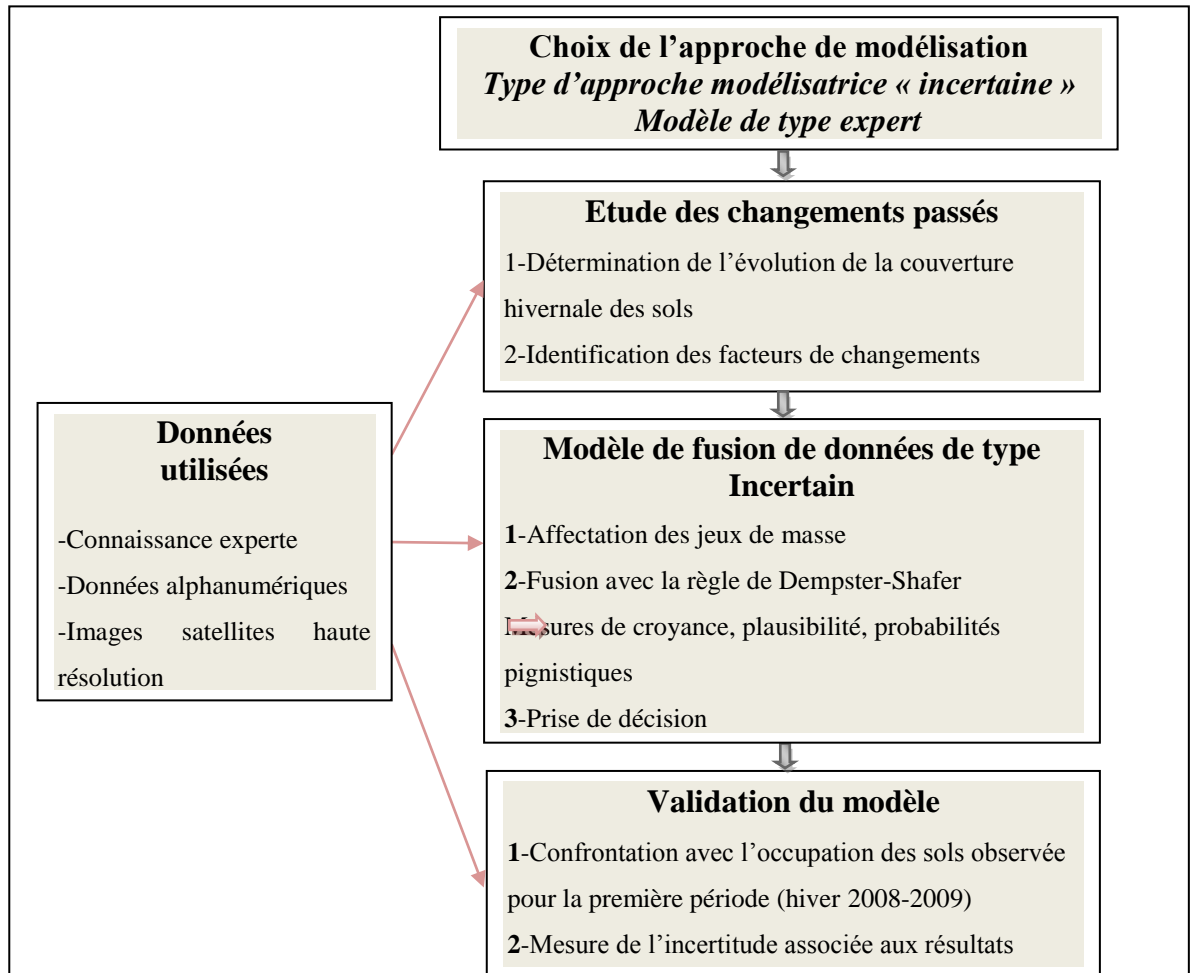 Choix de l’approche de modélisation
Type d’approche modélisatrice « incertaine »
Modèle de type expert
Etude des changements passés
1-Détermination de l’évolution de la couverture
hivernale des sols
2-Identification des facteurs de changements
Données
utilisées
-Connaissance experte
-Données alphanumériques
-Images satellites haute
résolution
Modèle de fusion de données de type
Incertain
1-Affectation des jeux de masse
2-Fusion avec la règle de Dempster-Shafer
Mesures de croyance, plausibilité, probabilités
pignistiques
3-Prise de décision
Validation du modèle
1-Confrontation avec l’occupation des sols observée
pour la première période (hiver 2008-2009)
2-Mesure de l’incertitude associée aux résultats